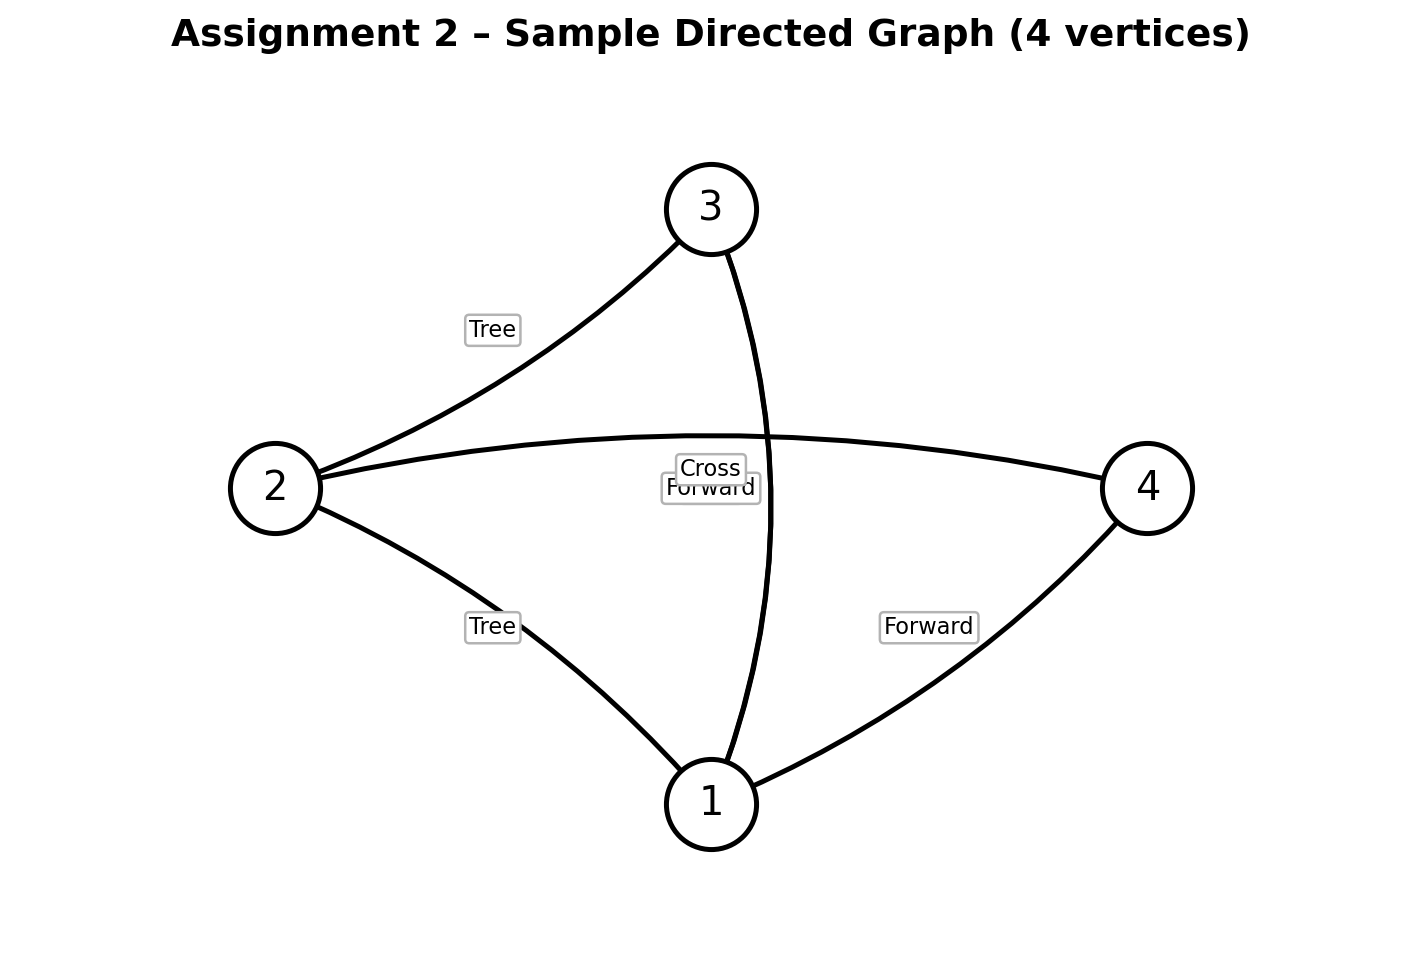 Assignment 2 – Sample Directed Graph (4 vertices)
3
Tree
Cross
Forward
2
4
Tree
Forward
1